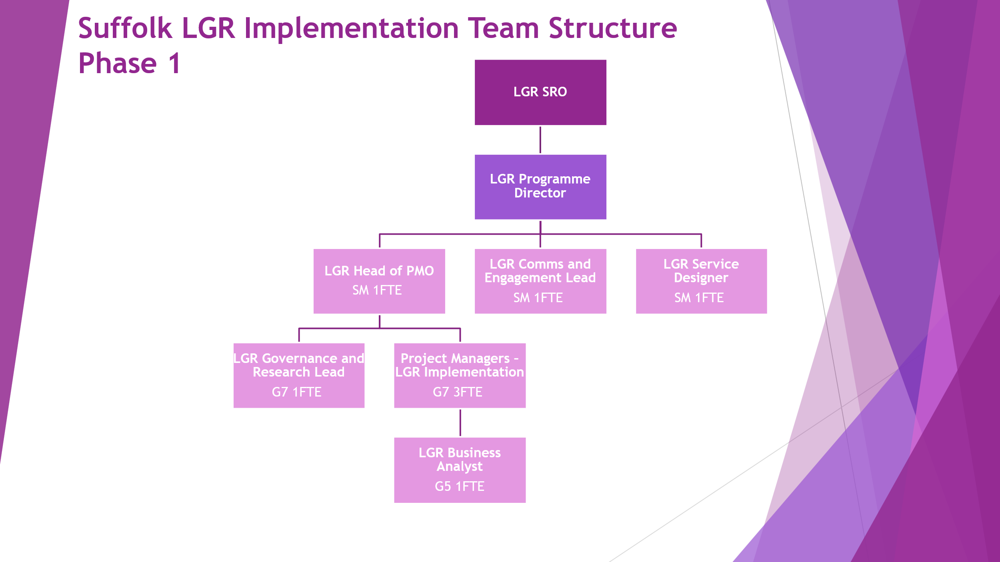 Suffolk LGR Implementation Team Structure
Phase 1
LGR SRO
LGR Programme
Director
LGR Head of PMO
SM 1FTE
LGR Comms and
Engagement Lead
SM 1FTE
LGR Service
Designer
SM 1FTE
LGR Governance and
Research Lead
G7 1FTE
Project Managers –
LGR Implementation
G7 3FTE
LGR Business
Analyst
G5 1FTE